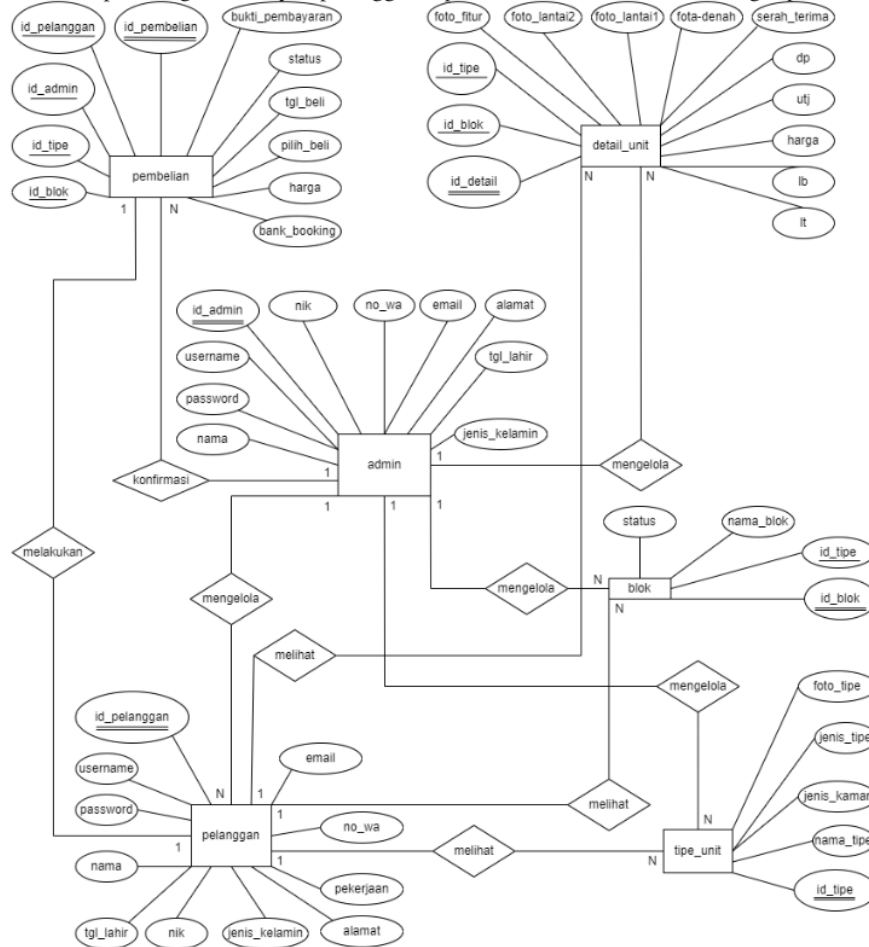 id_pelanggan
id_pembelian
bukti_pembayaran
status
id_admin
tgl_beli
id_tipe
pilih_beli
pembelian
id_blok
harga
1
N
bank_booking
foto_fitur
foto_lantai2
foto_lantai1
fota-denah
serah_terima
id_tipe
dp
id_blok
utj
detail_unit
harga
id_detail
N
N
lb
lt
id_admin
nik
no_wa
email
alamat
username
tgl_lahir
password
nama
jenis_kelamin
admin
1
1
konfirmasi
mengelola
1
1
1
melakukan
status
nama_blok
id_tipe
mengelola
mengelola
N
blok
id_blok
N
melihat
mengelola
foto_tipe
id_pelanggan
jenis_tipe
username
email
N
1
jenis_kamar
password
1
melihat
pelanggan
no_wa
N
1
melihat
tipe_unit
nama_tipe
nama
1
N
pekerjaan
id_tipe
tgl_lahir
nik
jenis_kelamin
alamat